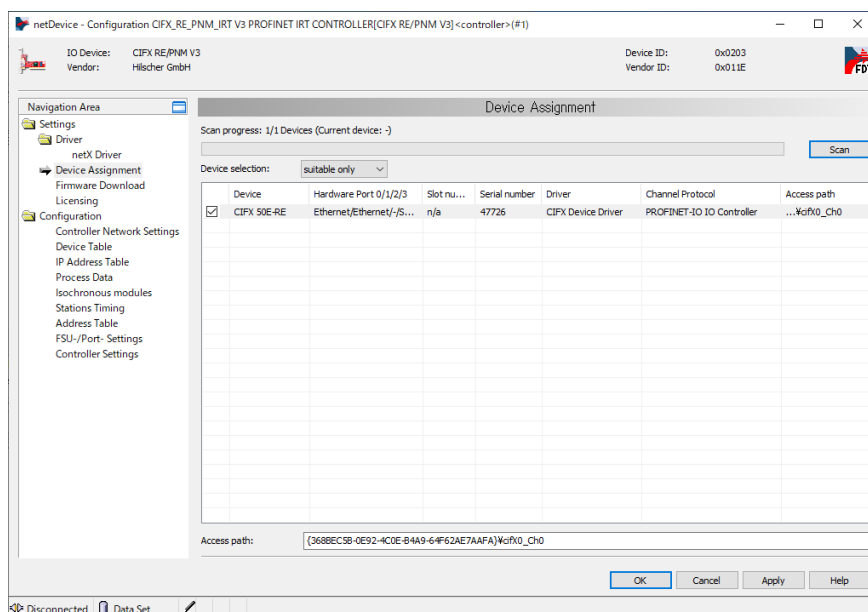 netDevice - Configuration CIFX_RE_PNM_IRT V3 PROFINET IRT CONTROLLER[CIFX RE/PNM V3]<controller>(#1)
IO Device: CIFX RE/PNM V3 Device ID: 0x0203
Vendor: Hilscher GmbH Vendor ID: 0x011E
FDT
Navigation Area
Settings
Driver
netX Driver
Device Assignment
Firmware Download
Licensing
Configuration
Controller Network Settings
Device Table
IP Address Table
Process Data
Isochronous modules
Stations Timing
Address Table
FSU-/Port- Settings
Controller Settings
Device Assignment
Scan progress: 1/1 Devices (Current device: -)
Scan
Device selection: suitable only
Device Hardware Port 0/1/2/3 Slot nu... Serial number Driver Channel Protocol Access path
CIFX 50E-RE Ethernet/Ethernet/-/S... n/a 47726 CIFX Device Driver PROFINET-IO IO Controller ...¥cifX0_Ch0
Access path: {368BEC5B-0E92-4C0E-B4A9-64F62AE7AAFA}¥cifX0_Ch0
OK Cancel Apply Help
Disconnected Data Set